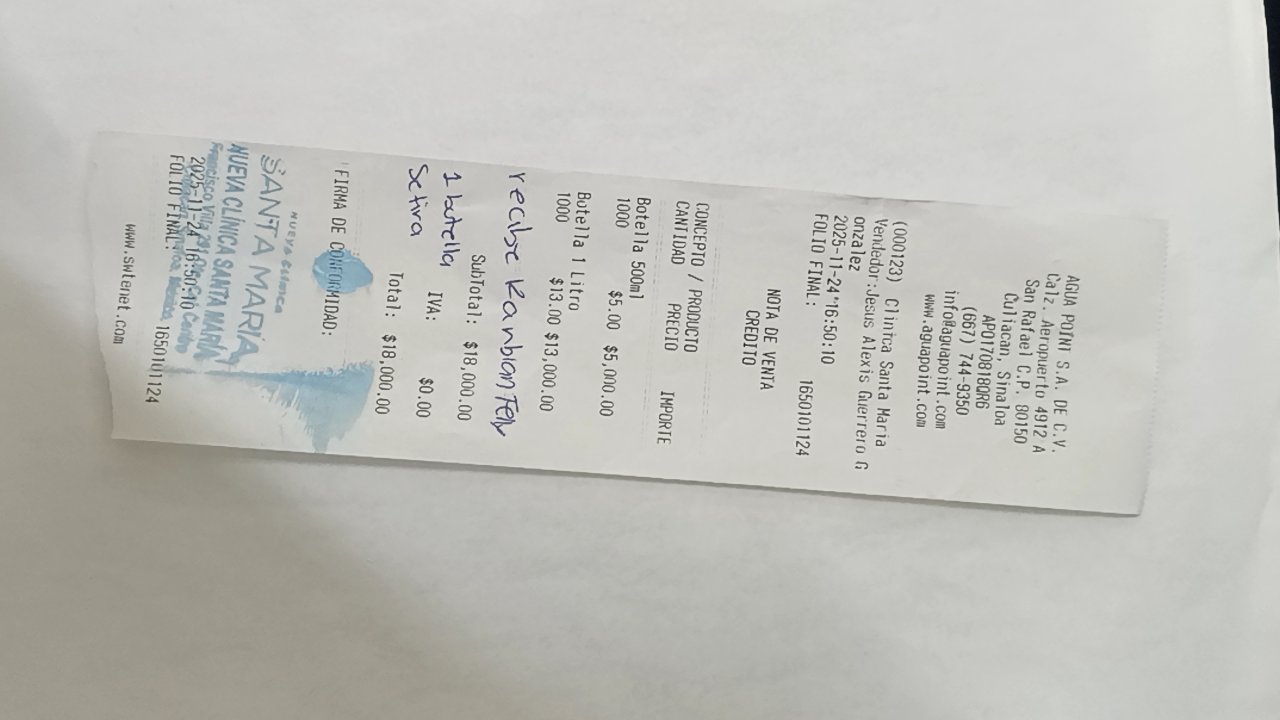 AGUA POINT S.A. DE C.V.
Calz. Aeropuerto 4912 A
San Rafael C.P. 80150
Culiacan, Sinaloa
APO170818QR6
(667) 744-9350
info@aguapoint.com
www.aguapoint.com
(000123) Clinica Santa Maria
Vendedor:Jesus Alexis Guerrero G
onzalez
2025-11-24 16:50:10
FOLIO FINAL: 1650101124
NOTA DE VENTA
CREDITO
CONCEPTO / PRODUCTO
CANTIDAD PRECIO IMPORTE
Botella 500ml
1000 $5.00 $5,000.00
Botella 1 Litro
1000 $13.00 $13,000.00
recibe
SubTotal: $18,000.00
1 botella
IVA: $0.00
Se tira
Total: $18,000.00
FIRMA DE CONFORMIDAD:
NUEVA CLINICA
SANTA MARIA
NUEVA CLÍNICA SANTA MARÍA
Francisco Villa
2025-11-24 16:50:10
FOLIO FINAL: 1650101124
www.swtenet.com